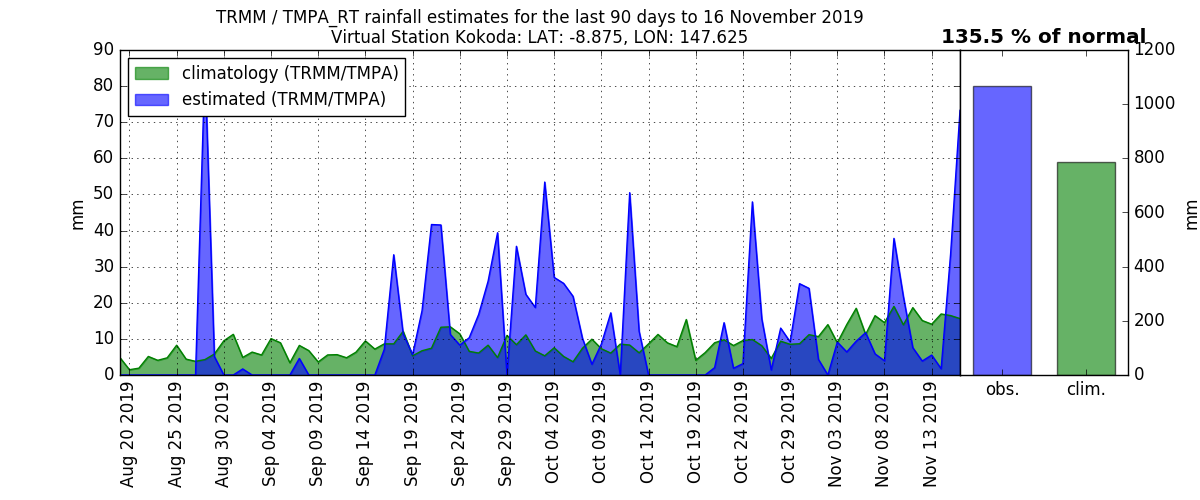 TRMM / TMPA_RT rainfall estimates for the last 90 days to 16 November 2019
Virtual Station Kokoda: LAT: -8.875, LON: 147.625
135.5 % of normal
climatology (TRMM/TMPA)
estimated (TRMM/TMPA)
mm
90
80
70
60
50
40
30
20
10
0
Aug 20 2019
Aug 25 2019
Aug 30 2019
Sep 04 2019
Sep 09 2019
Sep 14 2019
Sep 19 2019
Sep 24 2019
Sep 29 2019
Oct 04 2019
Oct 09 2019
Oct 14 2019
Oct 19 2019
Oct 24 2019
Oct 29 2019
Nov 03 2019
Nov 08 2019
Nov 13 2019
obs.
clim.
1200
1000
800
600
400
200
0
mm